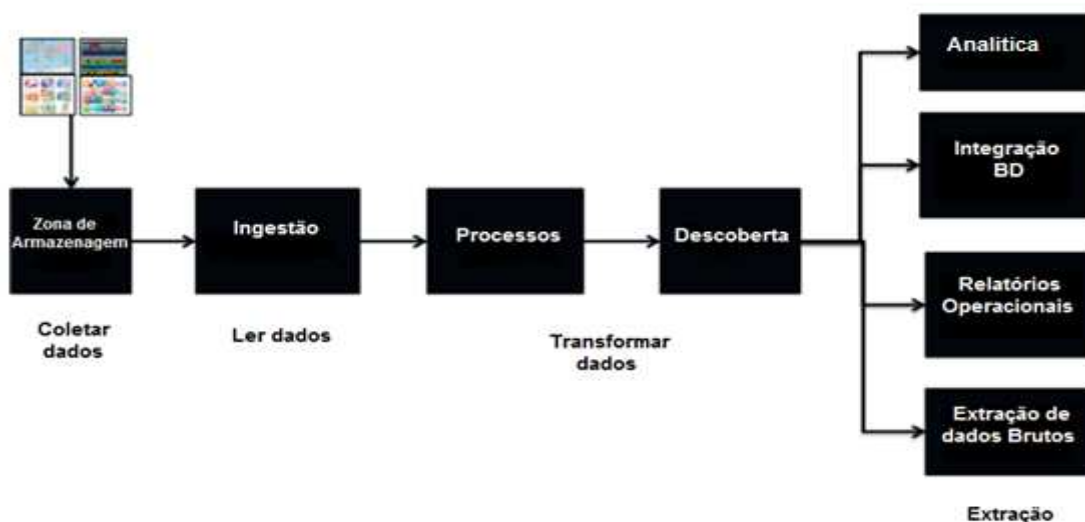 Zona de
Armazenagem
Coletar
dados
Ingestão
Ler dados
Processos
Transformar
dados
Descoberta
Analitica
Integração
BD
Relatórios
Operacionais
Extração de
dados Brutos
Extração